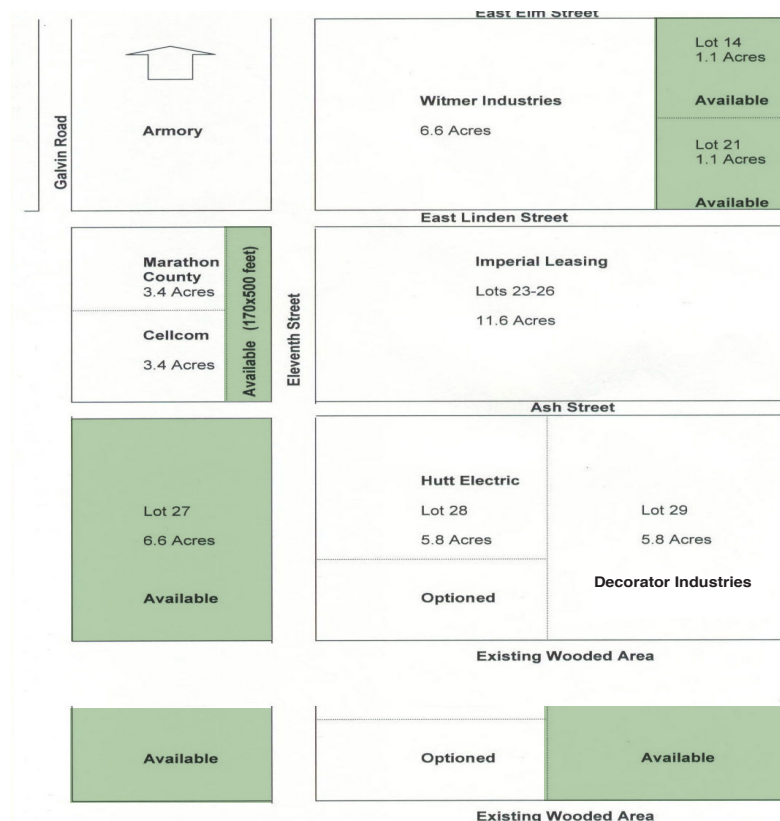 East Elm Street
Galvin Road
Armory
Witmer Industries
6.6 Acres
Lot 14
1.1 Acres
Available
Lot 21
1.1 Acres
Available
East Linden Street
Marathon
County
3.4 Acres
Cellcom
3.4 Acres
Available (170x500 feet)
Eleventh Street
Imperial Leasing
Lots 23-26
11.6 Acres
Ash Street
Lot 27
6.6 Acres
Available
Hutt Electric
Lot 28
5.8 Acres
Optioned
Lot 29
5.8 Acres
Decorator Industries
Existing Wooded Area
Available
Optioned
Available
Existing Wooded Area